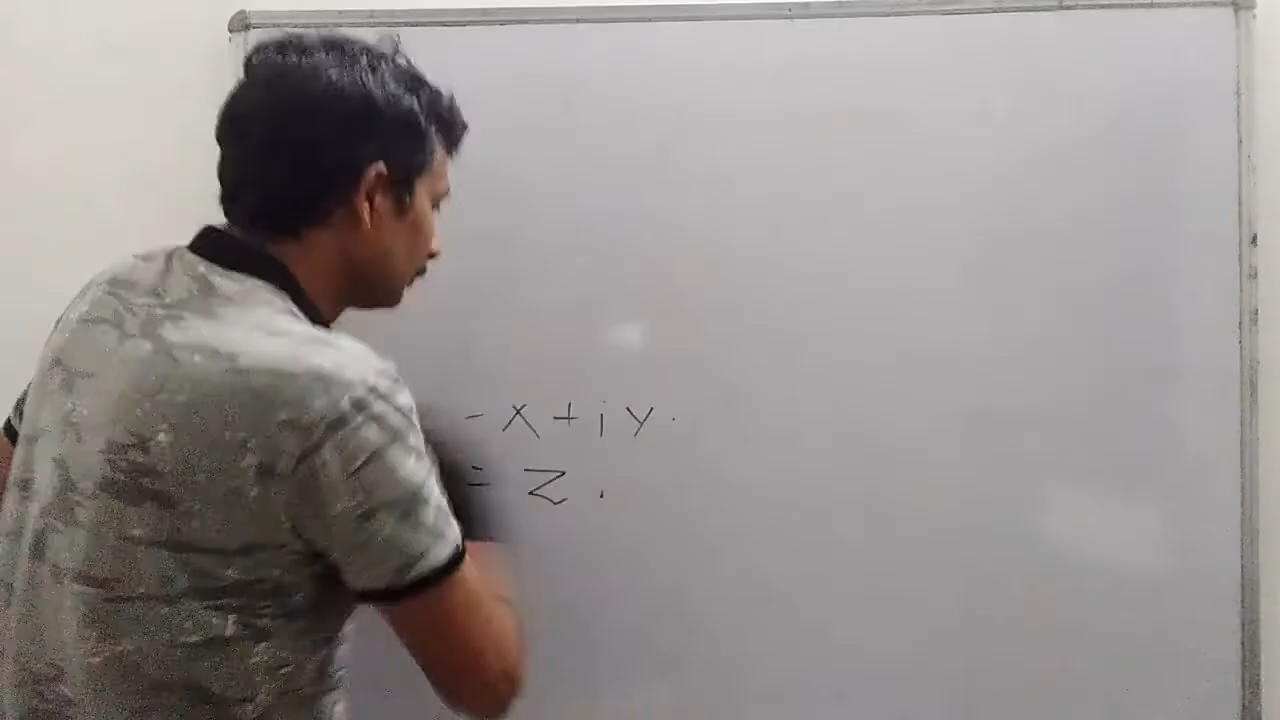 - x + i y .
= z .